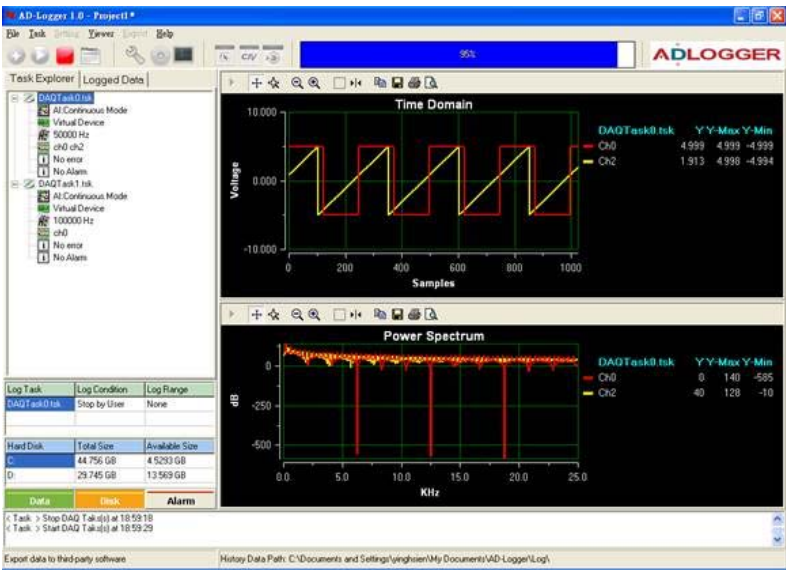 AD-Logger 1.0 - Project1 *
File Task Setting Viewer Export Help
CIV
95%
ADLOGGER
Task Explorer Logged Data
DAQTask0.tsk
AI:Continuous Mode
Virtual Device
50000 Hz
ch0 ch2
No error
No Alarm
DAQTask1.tsk
AI:Continuous Mode
Virtual Device
100000 Hz
ch0
No error
No Alarm
Log Task Log Condition Log Range
DAQTask0.tsk Stop by User None
Hard Disk Total Size Available Size
C: 44.756 GB 4.5293 GB
D: 29.745 GB 13.569 GB
Data Disk Alarm
Time Domain
10.000
0.000
-10.000
Voltage
0 200 400 600 800 1000
Samples
DAQTask0.tsk Y Y-Max Y-Min
Ch0 4.999 4.999 -4.999
Ch2 1.913 4.998 -4.994
Power Spectrum
0
-250
-500
dB
0.0 5.0 10.0 15.0 20.0 25.0
KHz
DAQTask0.tsk Y Y-Max Y-Min
Ch0 0 140 -585
Ch2 40 128 -10
< Task > Stop DAQ Taks(s) at 18:59:18
< Task > Start DAQ Taks(s) at 18:59:29
Export data to third-party software
History Data Path: C:\Documents and Settings\yinghsien\My Documents\AD-Logger\Log\